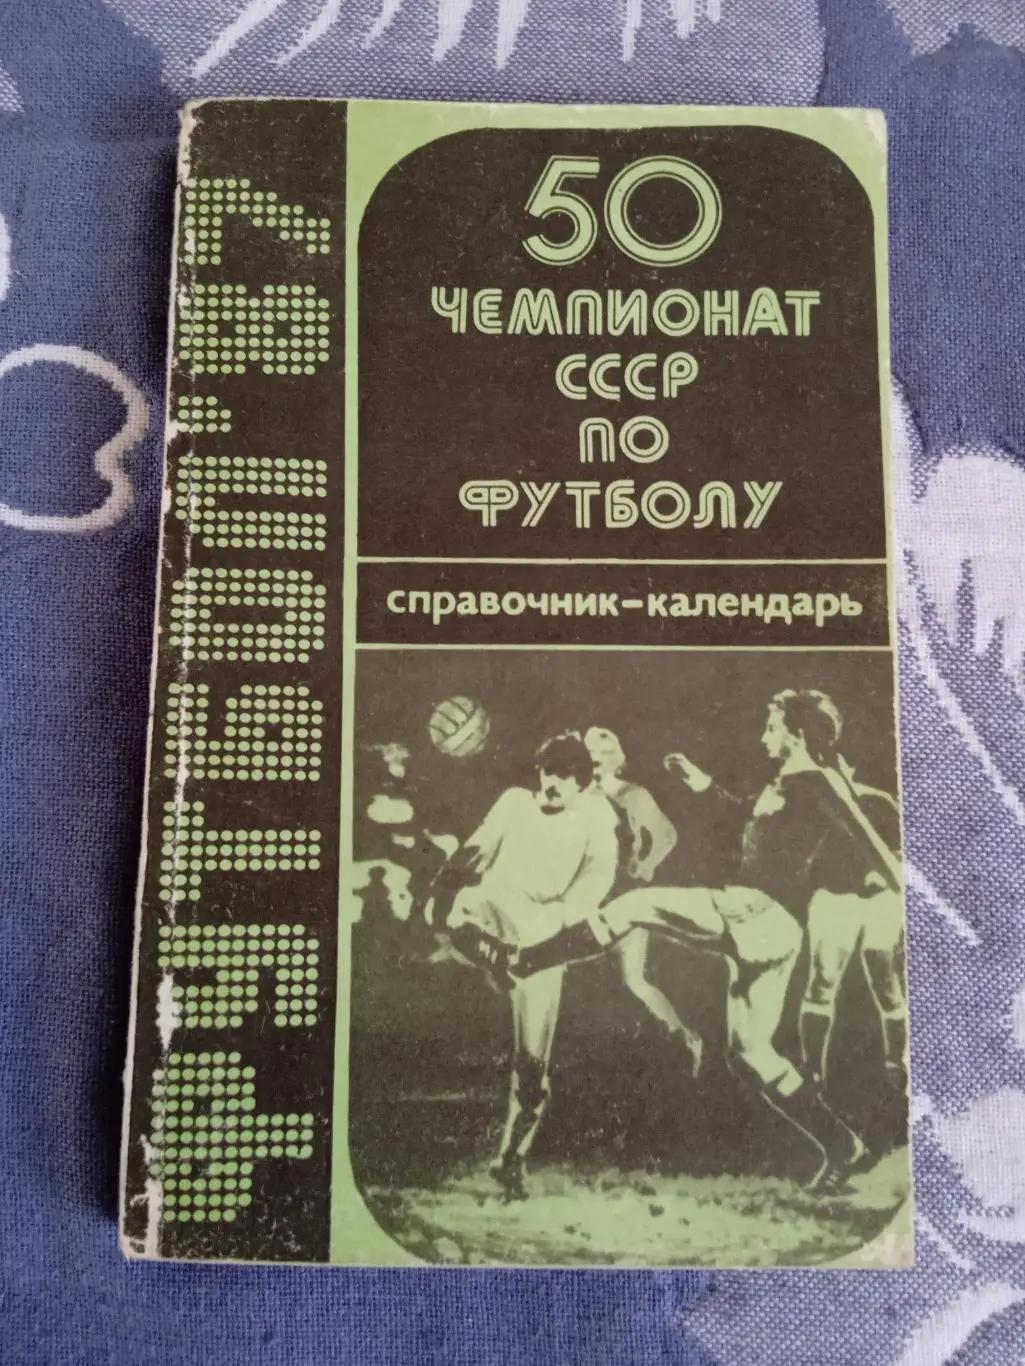 ФУТБОЛ'87
50
ЧЕМПИОНАТ
СССР
ПО
ФУТБОЛУ
справочник-календарь